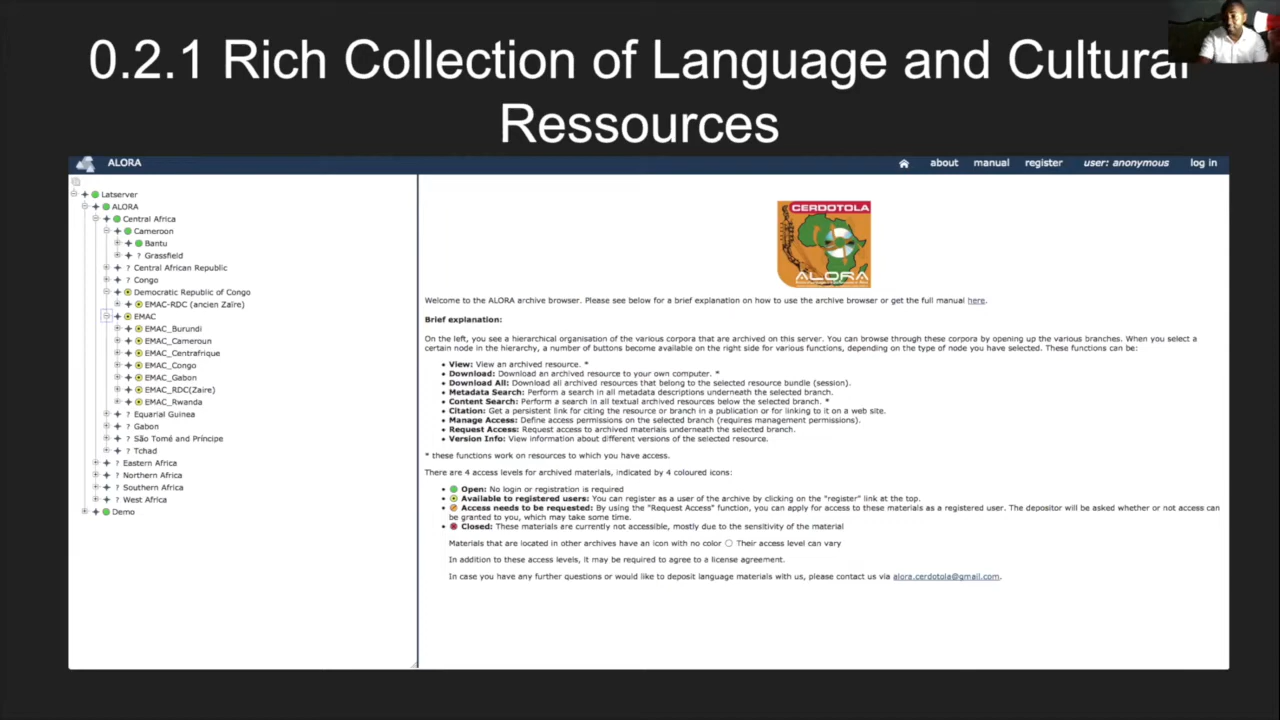 0.2.1 Rich Collection of Language and Cultural
Ressources
ALORA
about manual register user: anonymous log in
Latserver
ALORA
Central Africa
Cameroon
Bantu
? Grassfield
? Central African Republic
? Congo
Democratic Republic of Congo
EMAC-RDC (ancien Zaïre)
EMAC
EMAC_Burundi
EMAC_Cameroun
EMAC_Centrafrique
EMAC_Congo
EMAC_Gabon
EMAC_RDC(Zaire)
EMAC_Rwanda
? Equarial Guinea
? Gabon
? São Tomé and Príncipe
? Tchad
? Eastern Africa
? Northern Africa
? Southern Africa
? West Africa
Demo
CERDOTOLA
ALORA
Welcome to the ALORA archive browser. Please see below for a brief explanation on how to use the archive browser or get the full manual here.
Brief explanation:
On the left, you see a hierarchical organisation of the various corpora that are archived on this server. You can browse through these corpora by opening up the various branches. When you select a
certain node in the hierarchy, a number of buttons become available on the right side for various functions, depending on the type of node you have selected. These functions can be:
• View: View an archived resource. *
• Download: Download an archived resource to your own computer. *
• Download All: Download all archived resources that belong to the selected resource bundle (session).
• Metadata Search: Perform a search in all metadata descriptions underneath the selected branch.
• Content Search: Perform a search in all textual archived resources below the selected branch. *
• Citation: Get a persistent link for citing the resource or branch in a publication or for linking to it on a web site.
• Manage Access: Define access permissions on the selected branch (requires management permissions).
• Request Access: Request access to archived materials underneath the selected branch.
• Version Info: View information about different versions of the selected resource.
* these functions work on resources to which you have access.
There are 4 access levels for archived materials, indicated by 4 coloured icons:
• Open: No login or registration is required
• Available to registered users: You can register as a user of the archive by clicking on the "register" link at the top.
• Access needs to be requested: By using the "Request Access" function, you can apply for access to these materials as a registered user. The depositor will be asked whether or not access can
be granted to you, which may take some time.
• Closed: These materials are currently not accessible, mostly due to the sensitivity of the material
Materials that are located in other archives have an icon with no color Their access level can vary
In addition to these access levels, it may be required to agree to a license agreement.
In case you have any further questions or would like to deposit language materials with us, please contact us via alora.cerdotola@gmail.com.